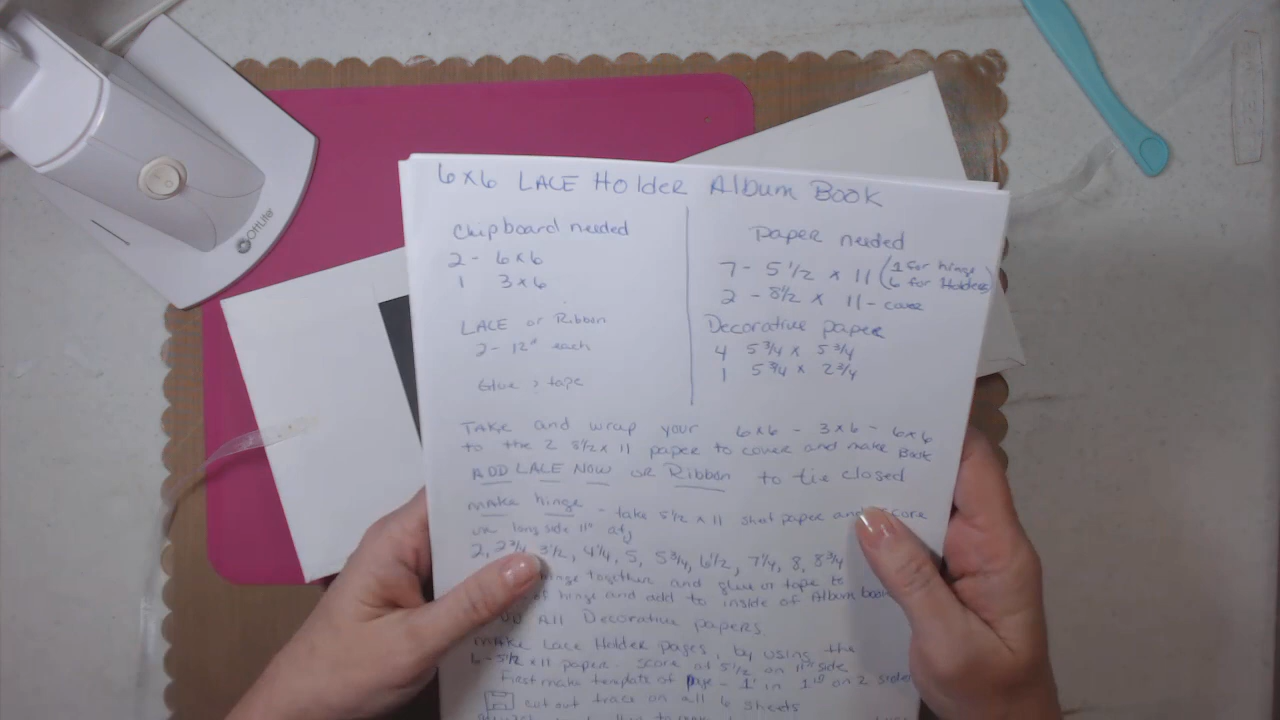 OttLite
6x6 LACE Holder Album Book
Chipboard needed
2 - 6x6
1 3x6
LACE or Ribbon
2 - 12" each
Glue & tape
Paper needed
7 - 5 1/2 x 11 (1 for hinge
6 for Holders)
2 - 8 1/2 x 11 - cover
Decorative paper
4 5 3/4 x 5 3/4
1 5 3/4 x 2 3/4
TAKE and wrap your 6x6 - 3x6 - 6x6
to the 2 8 1/2 x 11 paper to cover and make Book
ADD LACE NOW or Ribbon to tie closed
MAKE hinge - take 5 1/2 x 11 sheet paper and score
on long side 11" at
2, 2 3/4, 3 1/2, 4 1/4, 5, 5 3/4, 6 1/2, 7 1/4, 8, 8 3/4
hinge together and glue or tape to
of hinge and add to inside of Album book
All Decorative papers
MAKE Lace Holder pages, by using the
6 - 5 1/2 x 11 paper. score at 5 1/2 on 11" side
First make template of page - 1" in 1" on 2 sides
cut out trace on all 6 sheets